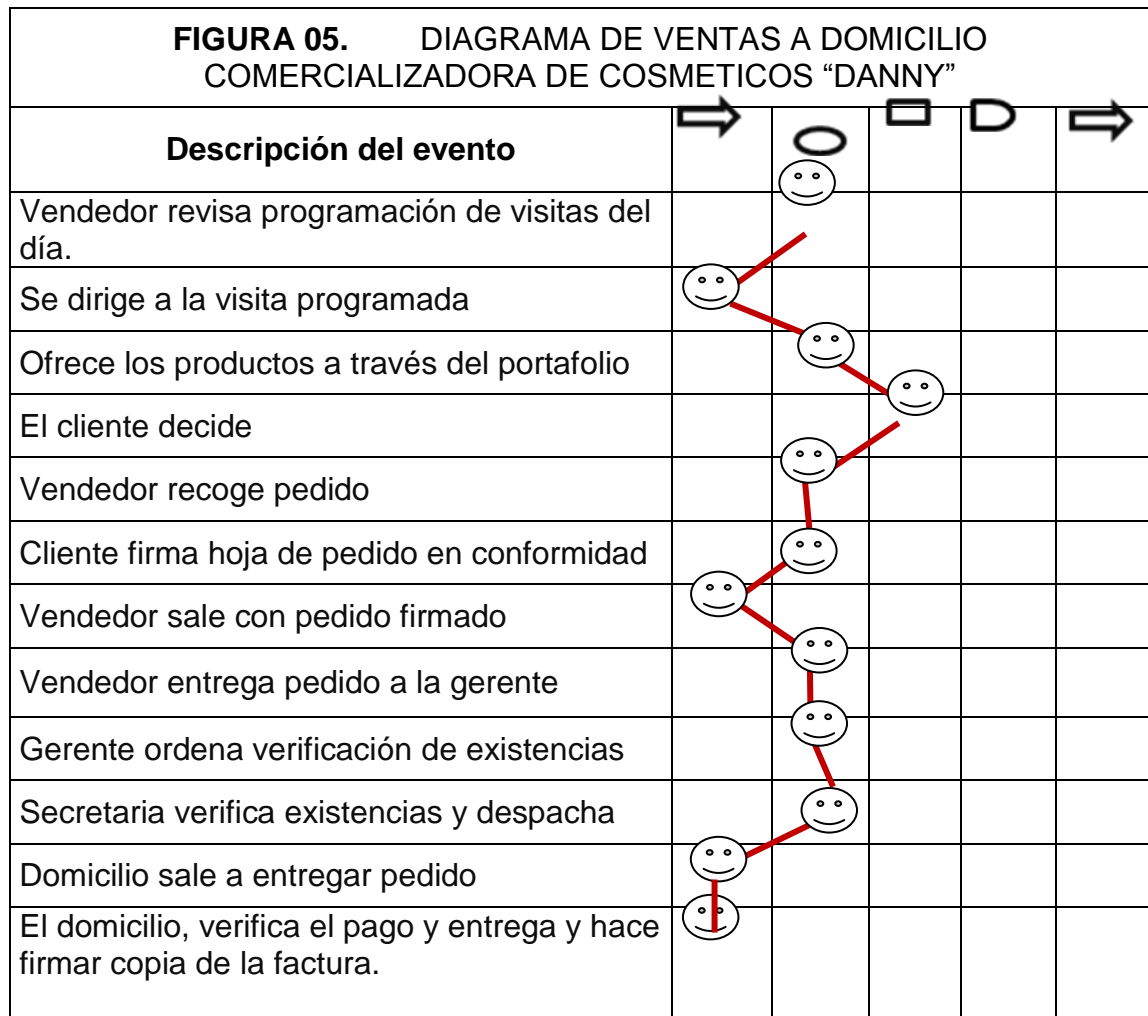 FIGURA 05. DIAGRAMA DE VENTAS A DOMICILIO
COMERCIALIZADORA DE COSMETICOS “DANNY”
Descripción del evento
Vendedor revisa programación de visitas del
día.
Se dirige a la visita programada
Ofrece los productos a través del portafolio
El cliente decide
Vendedor recoge pedido
Cliente firma hoja de pedido en conformidad
Vendedor sale con pedido firmado
Vendedor entrega pedido a la gerente
Gerente ordena verificación de existencias
Secretaria verifica existencias y despacha
Domicilio sale a entregar pedido
El domicilio, verifica el pago y entrega y hace
firmar copia de la factura.